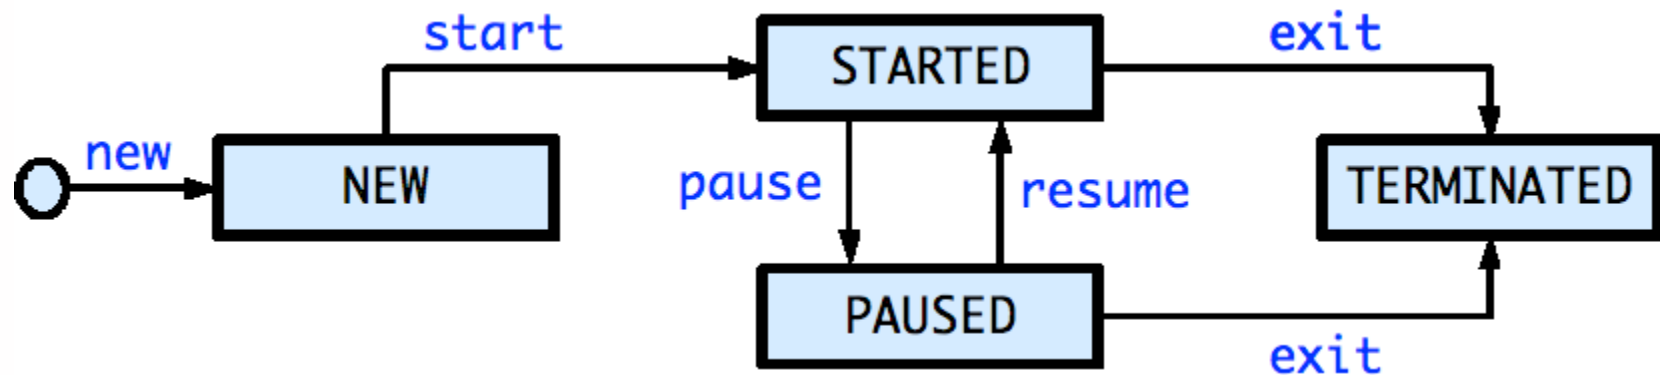 start
exit
STARTED
new
NEW
pause
resume
TERMINATED
PAUSED
exit